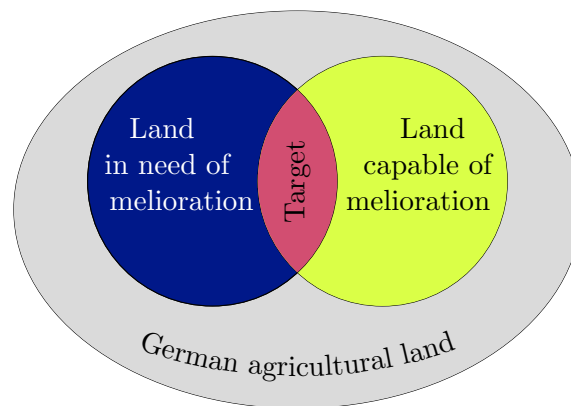 Land
in need of
melioration
Target
Land
capable of
melioration
German agricultural land